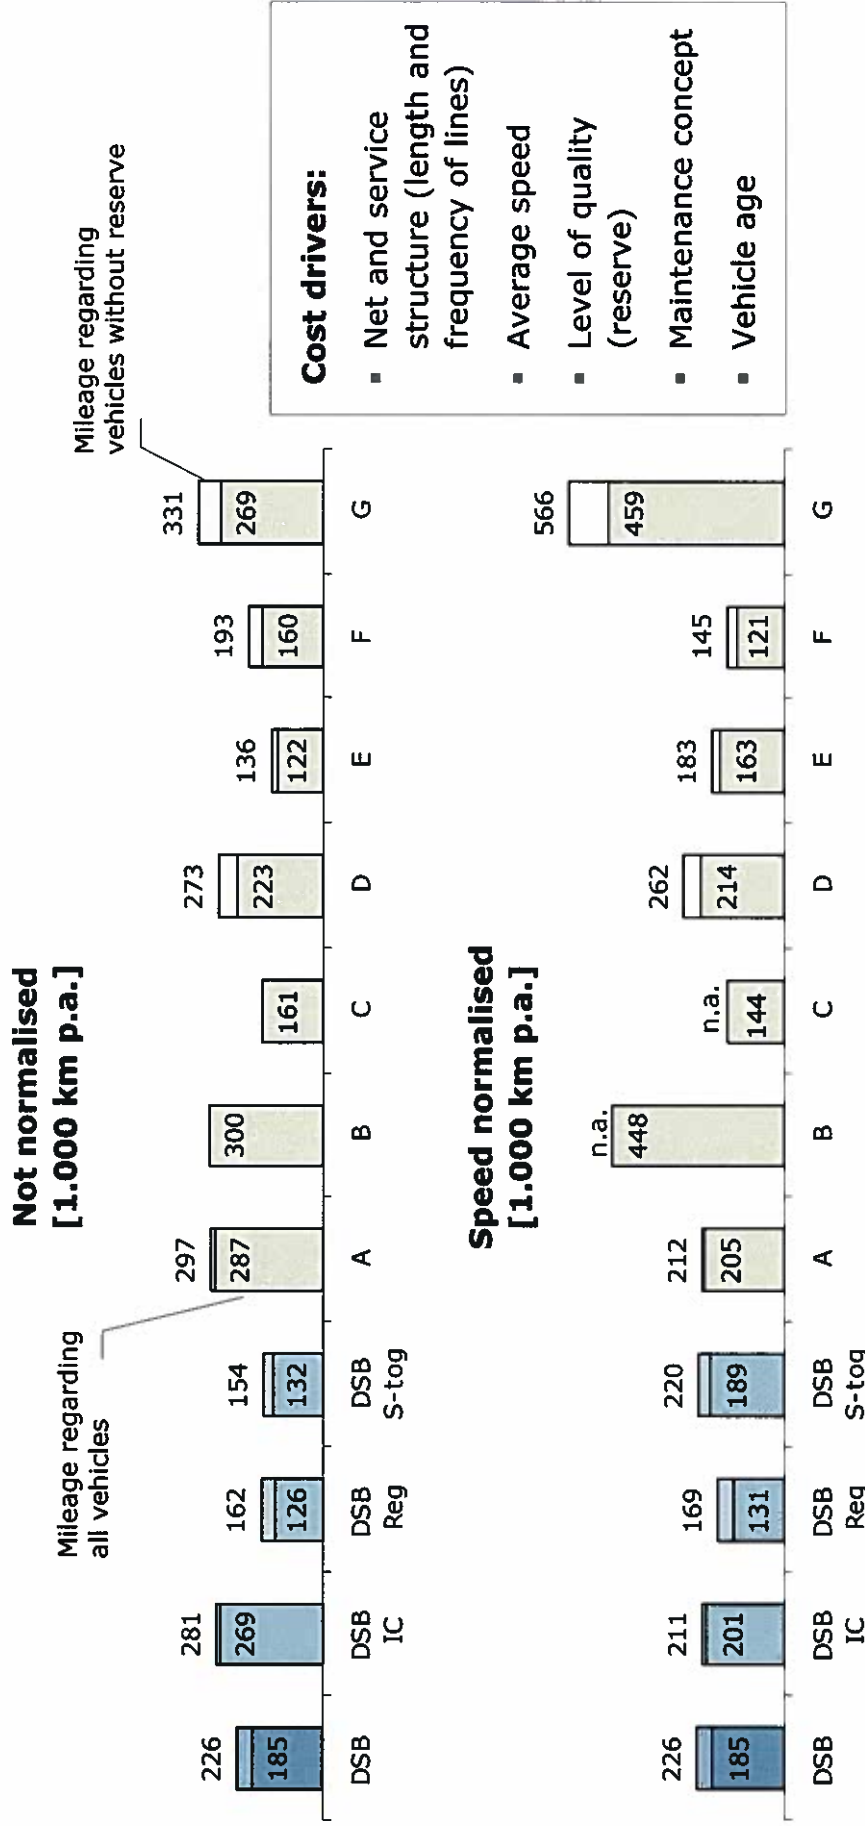 Not normalised
[1.000 km p.a.]
Mileage regarding
all vehicles
Mileage regarding
vehicles without reserve
226
281
162
154
297
273
136
193
331
185
269
126
132
287
300
161
223
122
160
269
DSB
DSB
IC
DSB
Reg
DSB
S-tog
A
B
C
D
E
F
G
Speed normalised
[1.000 km p.a.]
226
211
169
220
212
n.a.
n.a.
262
183
145
566
185
201
131
189
205
448
144
214
163
121
459
DSB
DSB
IC
DSB
Reg
DSB
S-tog
A
B
C
D
E
F
G
Cost drivers:
▪ Net and service
structure (length and
frequency of lines)
▪ Average speed
▪ Level of quality
(reserve)
▪ Maintenance concept
▪ Vehicle age